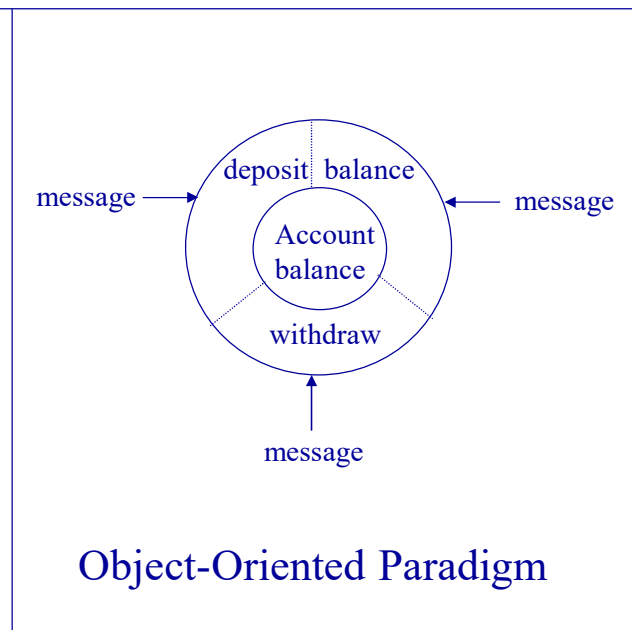 deposit balance
message
message
Account
balance
withdraw
message
Object-Oriented Paradigm